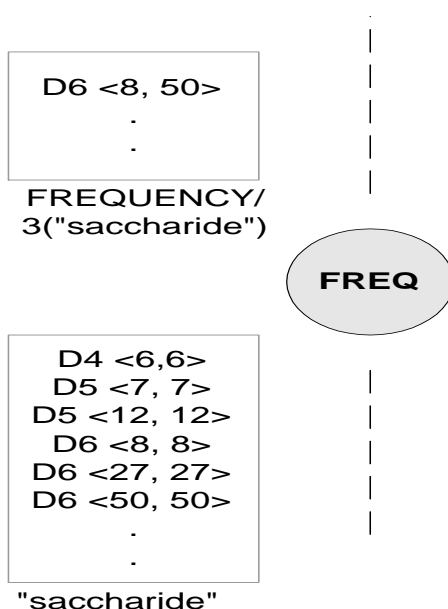 D6 <8, 50>
.
.
FREQUENCY/
3("saccharide")
FREQ
D4 <6,6>
D5 <7, 7>
D5 <12, 12>
D6 <8, 8>
D6 <27, 27>
D6 <50, 50>
.
.
"saccharide"